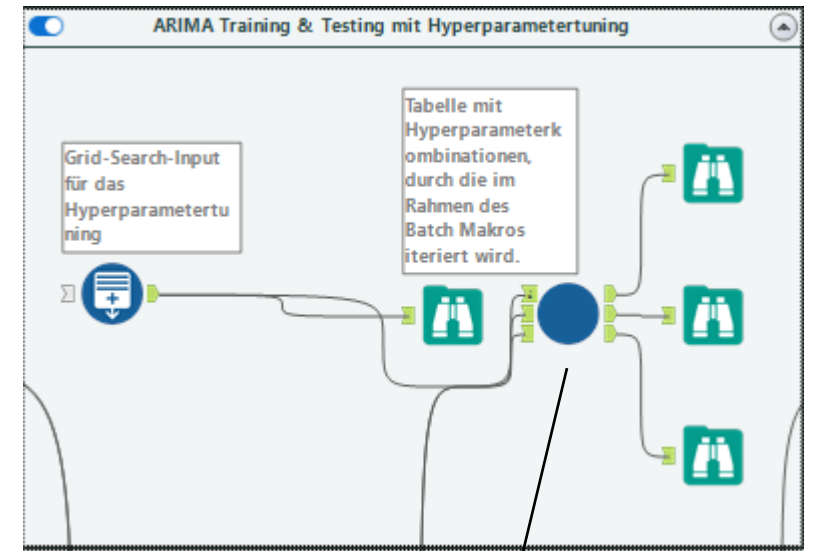 ARIMA Training & Testing mit Hyperparametertuning
Tabelle mit
Hyperparameterk
ombinationen,
durch die im
Rahmen des
Batch Makros
iteriert wird.
Grid-Search-Input
für das
Hyperparametertu
ning
Σ